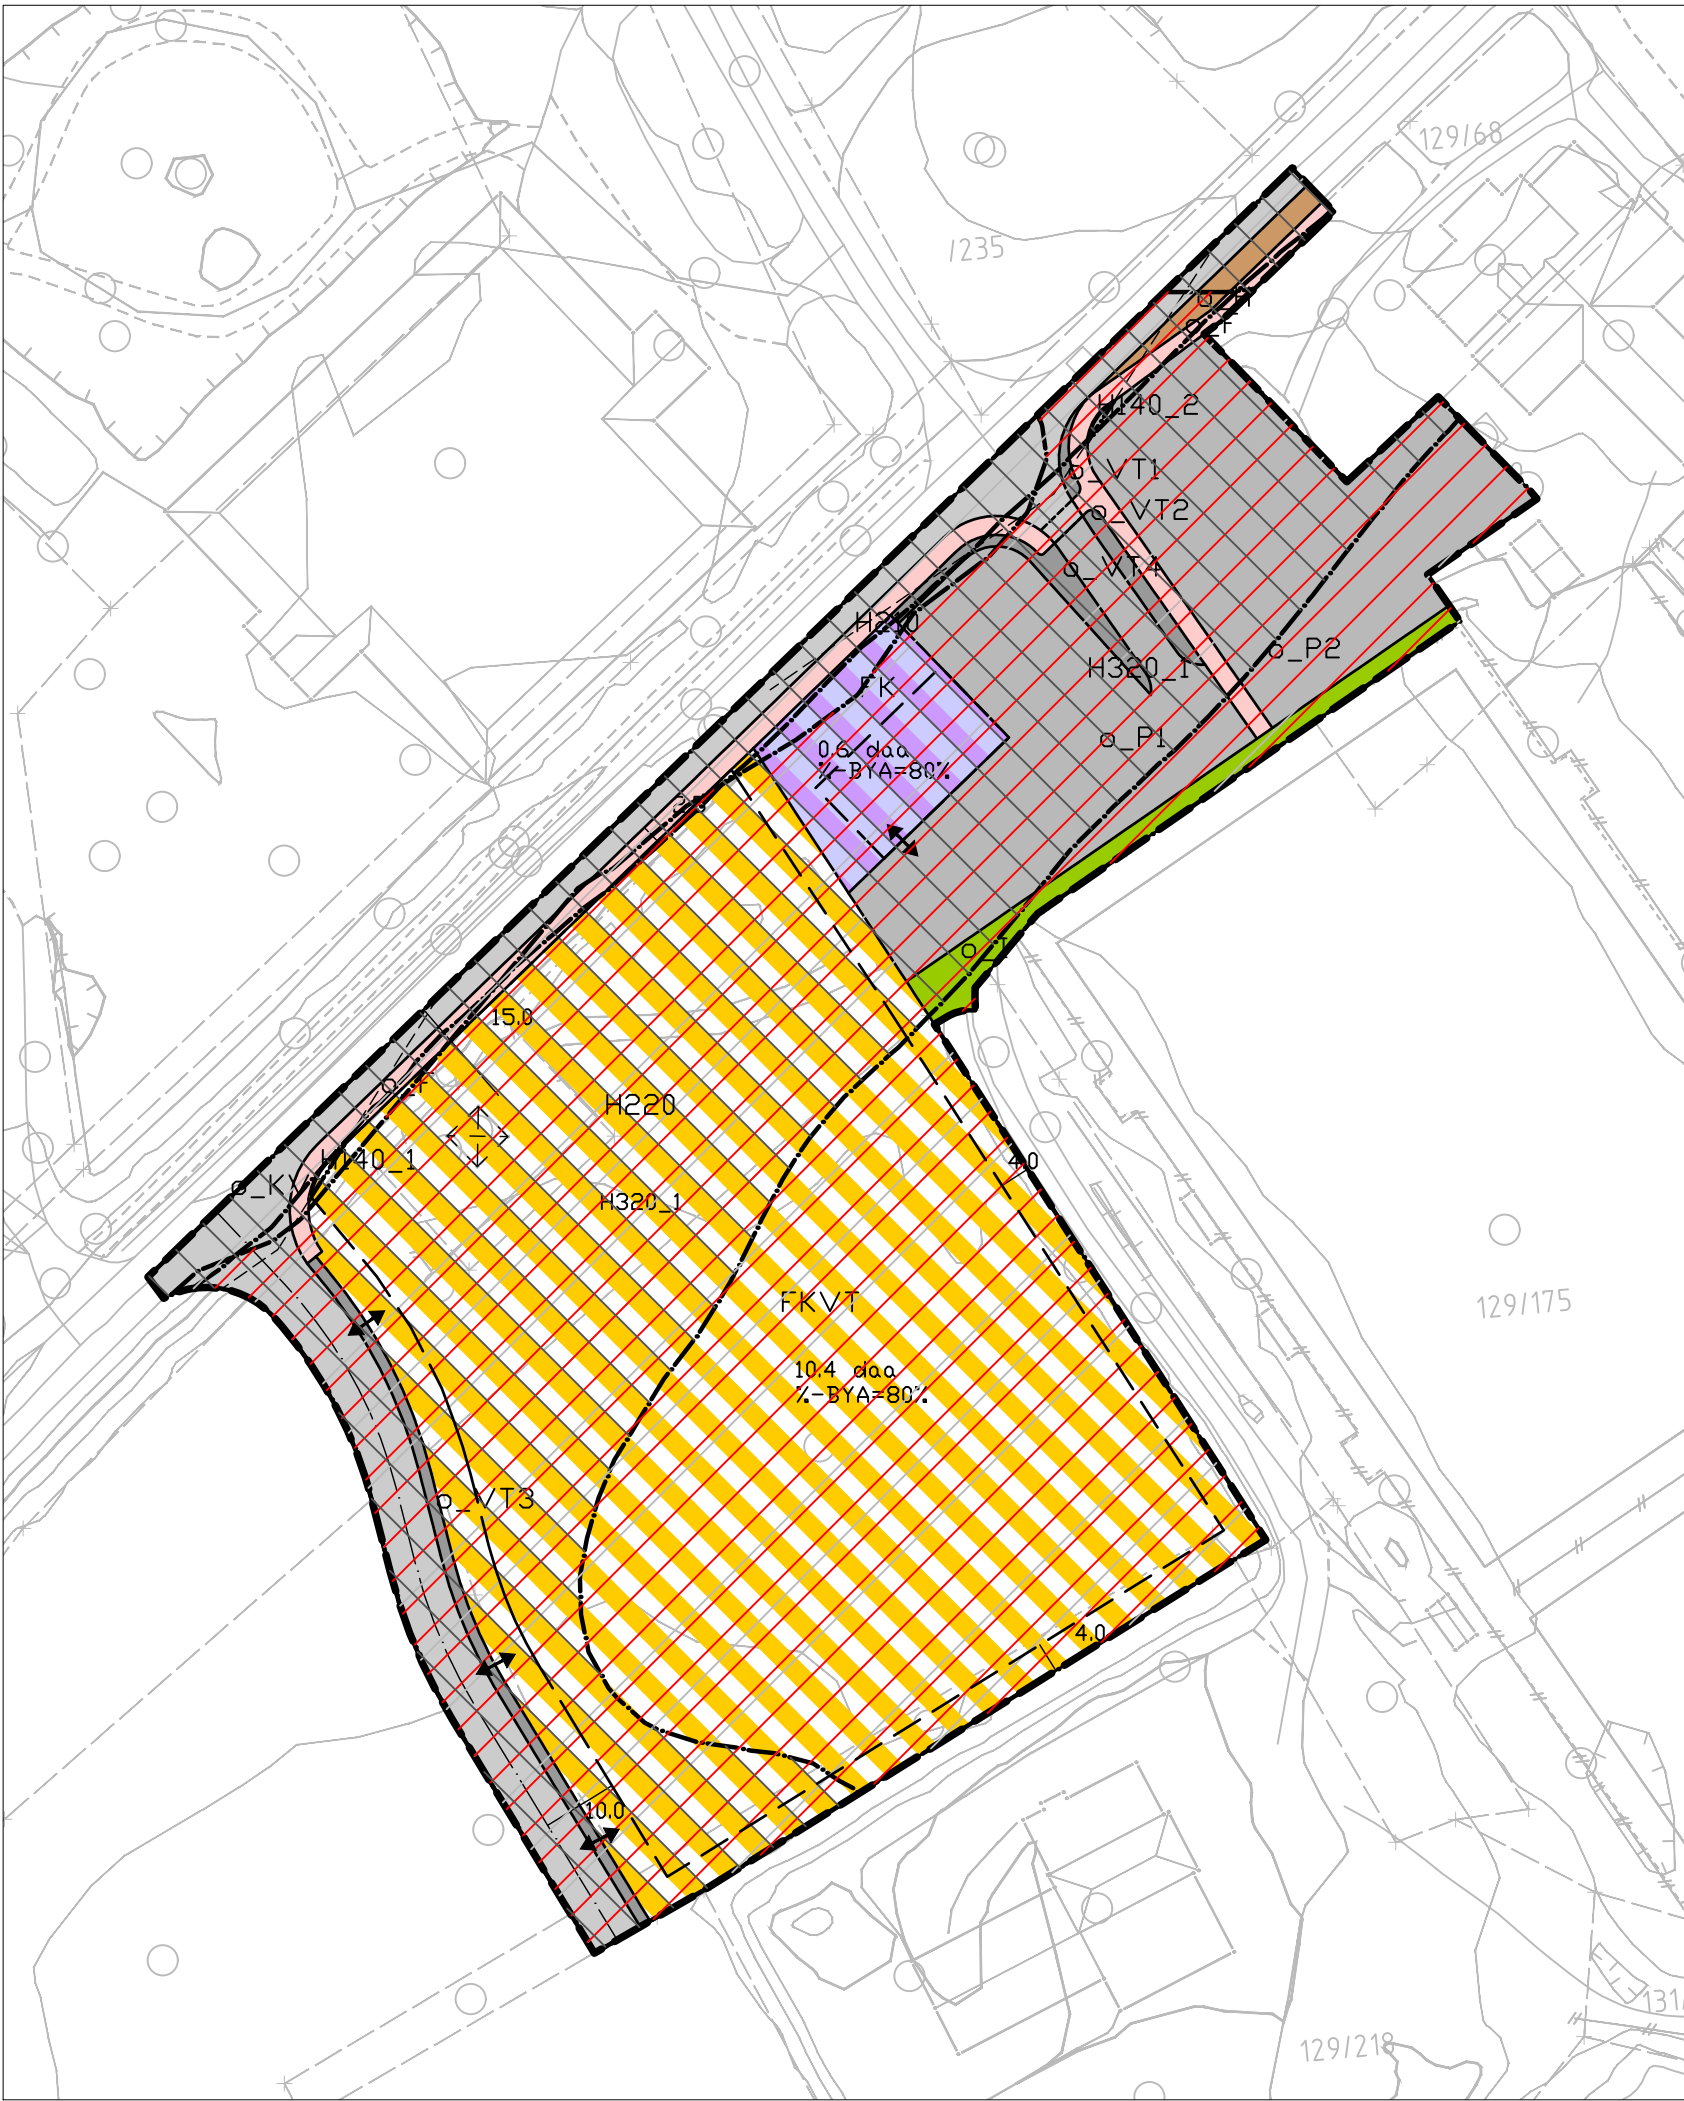 129/68
/235
o_F
H140_2
o_VT1
o_VT2
o_VT4
H210
FK
H320_1
o_P2
o_P1
0.6 daa
%-BYA=80%
15.0
o_F
H220
H140_1
4.0
o_KV
H320_1
FKVT
129/175
10.4 daa
%-BYA=80%
o_VT3
4.0
10.0
131/
129/218